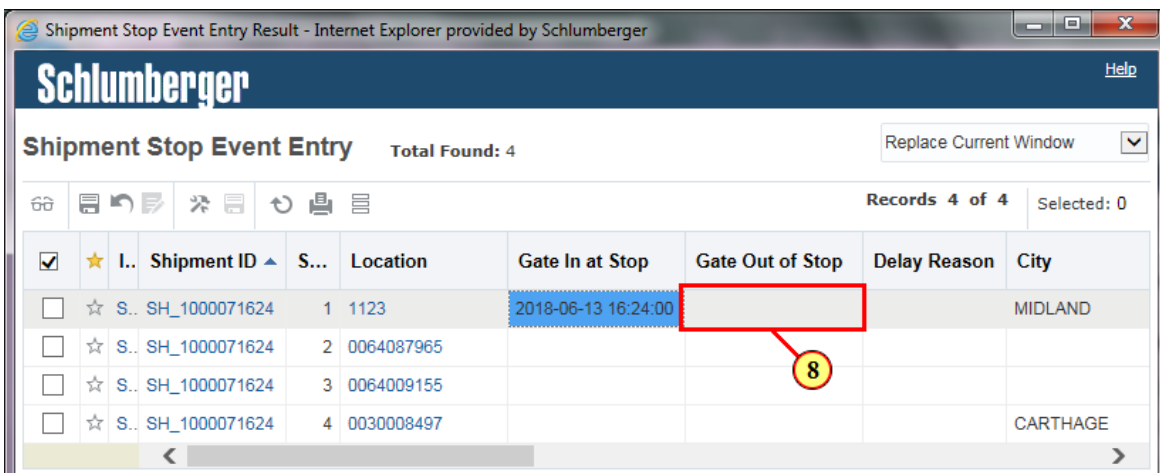 Shipment Stop Event Entry Result - Internet Explorer provided by Schlumberger
Schlumberger
Help
Shipment Stop Event Entry Total Found: 4
Replace Current Window
Records 4 of 4 Selected: 0
I.. Shipment ID S... Location Gate In at Stop Gate Out of Stop Delay Reason City
S.. SH_1000071624 1 1123 2018-06-13 16:24:00 MIDLAND
S.. SH_1000071624 2 0064087965
8
S.. SH_1000071624 3 0064009155
S.. SH_1000071624 4 0030008497 CARTHAGE